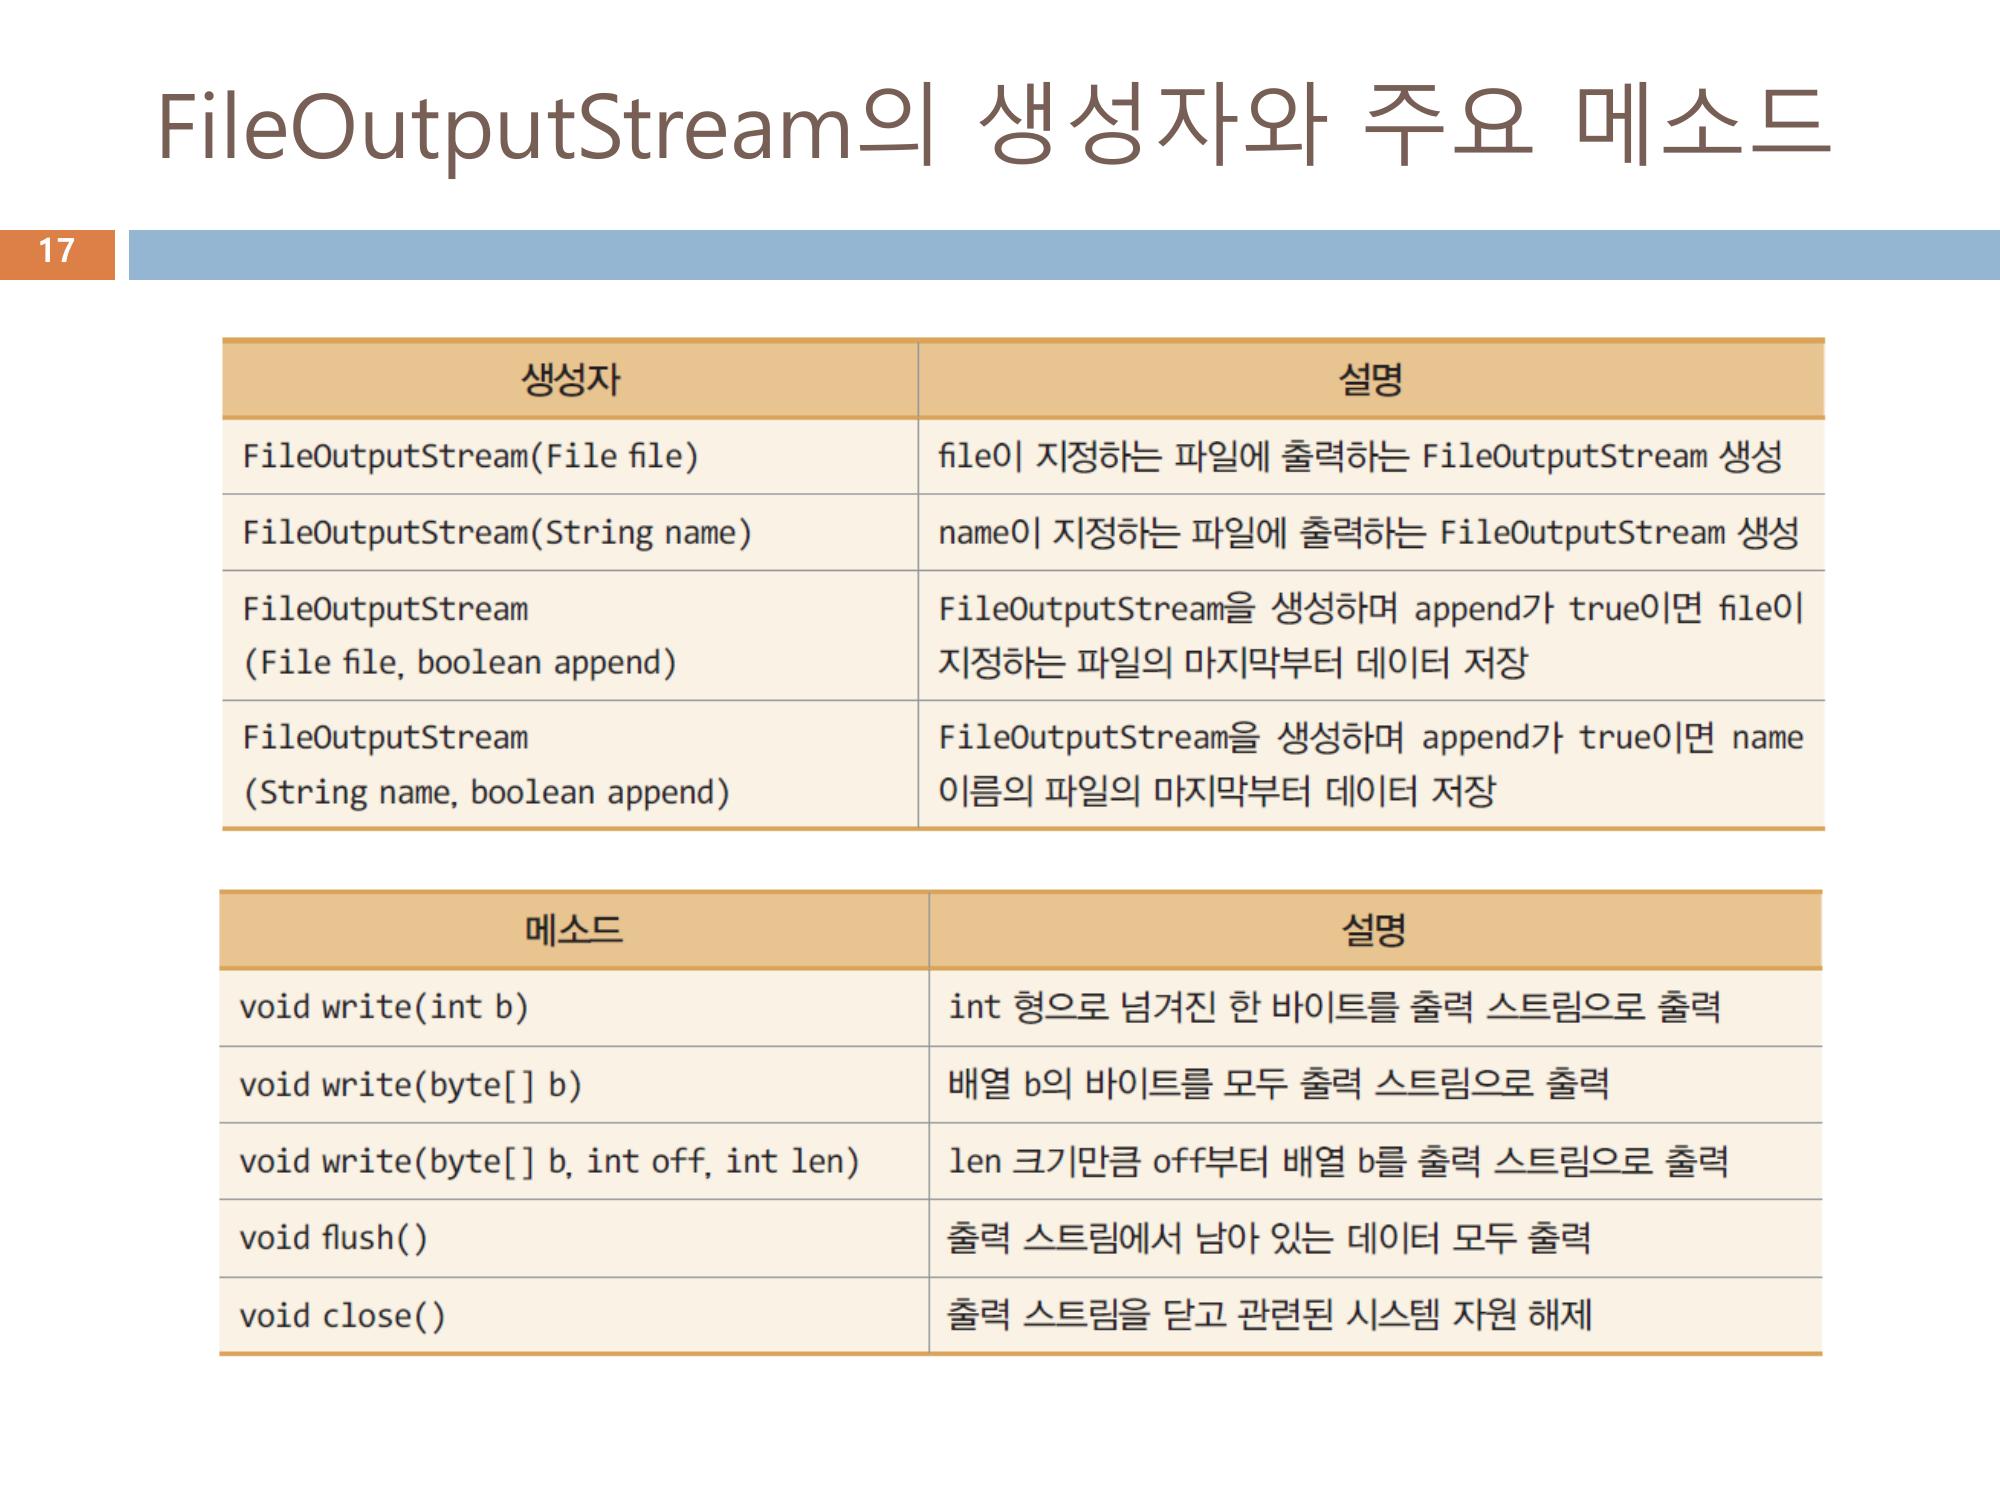 FileOutputStream의 생성자와 주요 메소드
17
생성자 설명
FileOutputStream(File file) file이 지정하는 파일에 출력하는 FileOutputStream 생성
FileOutputStream(String name) name이 지정하는 파일에 출력하는 FileOutputStream 생성
FileOutputStream
(File file, boolean append)
FileOutputStream을 생성하며 append가 true이면 file이
지정하는 파일의 마지막부터 데이터 저장
FileOutputStream
(String name, boolean append)
FileOutputStream을 생성하며 append가 true이면 name
이름의 파일의 마지막부터 데이터 저장
메소드 설명
void write(int b) int 형으로 넘겨진 한 바이트를 출력 스트림으로 출력
void write(byte[] b) 배열 b의 바이트를 모두 출력 스트림으로 출력
void write(byte[] b, int off, int len) len 크기만큼 off부터 배열 b를 출력 스트림으로 출력
void flush() 출력 스트림에서 남아 있는 데이터 모두 출력
void close() 출력 스트림을 닫고 관련된 시스템 자원 해제